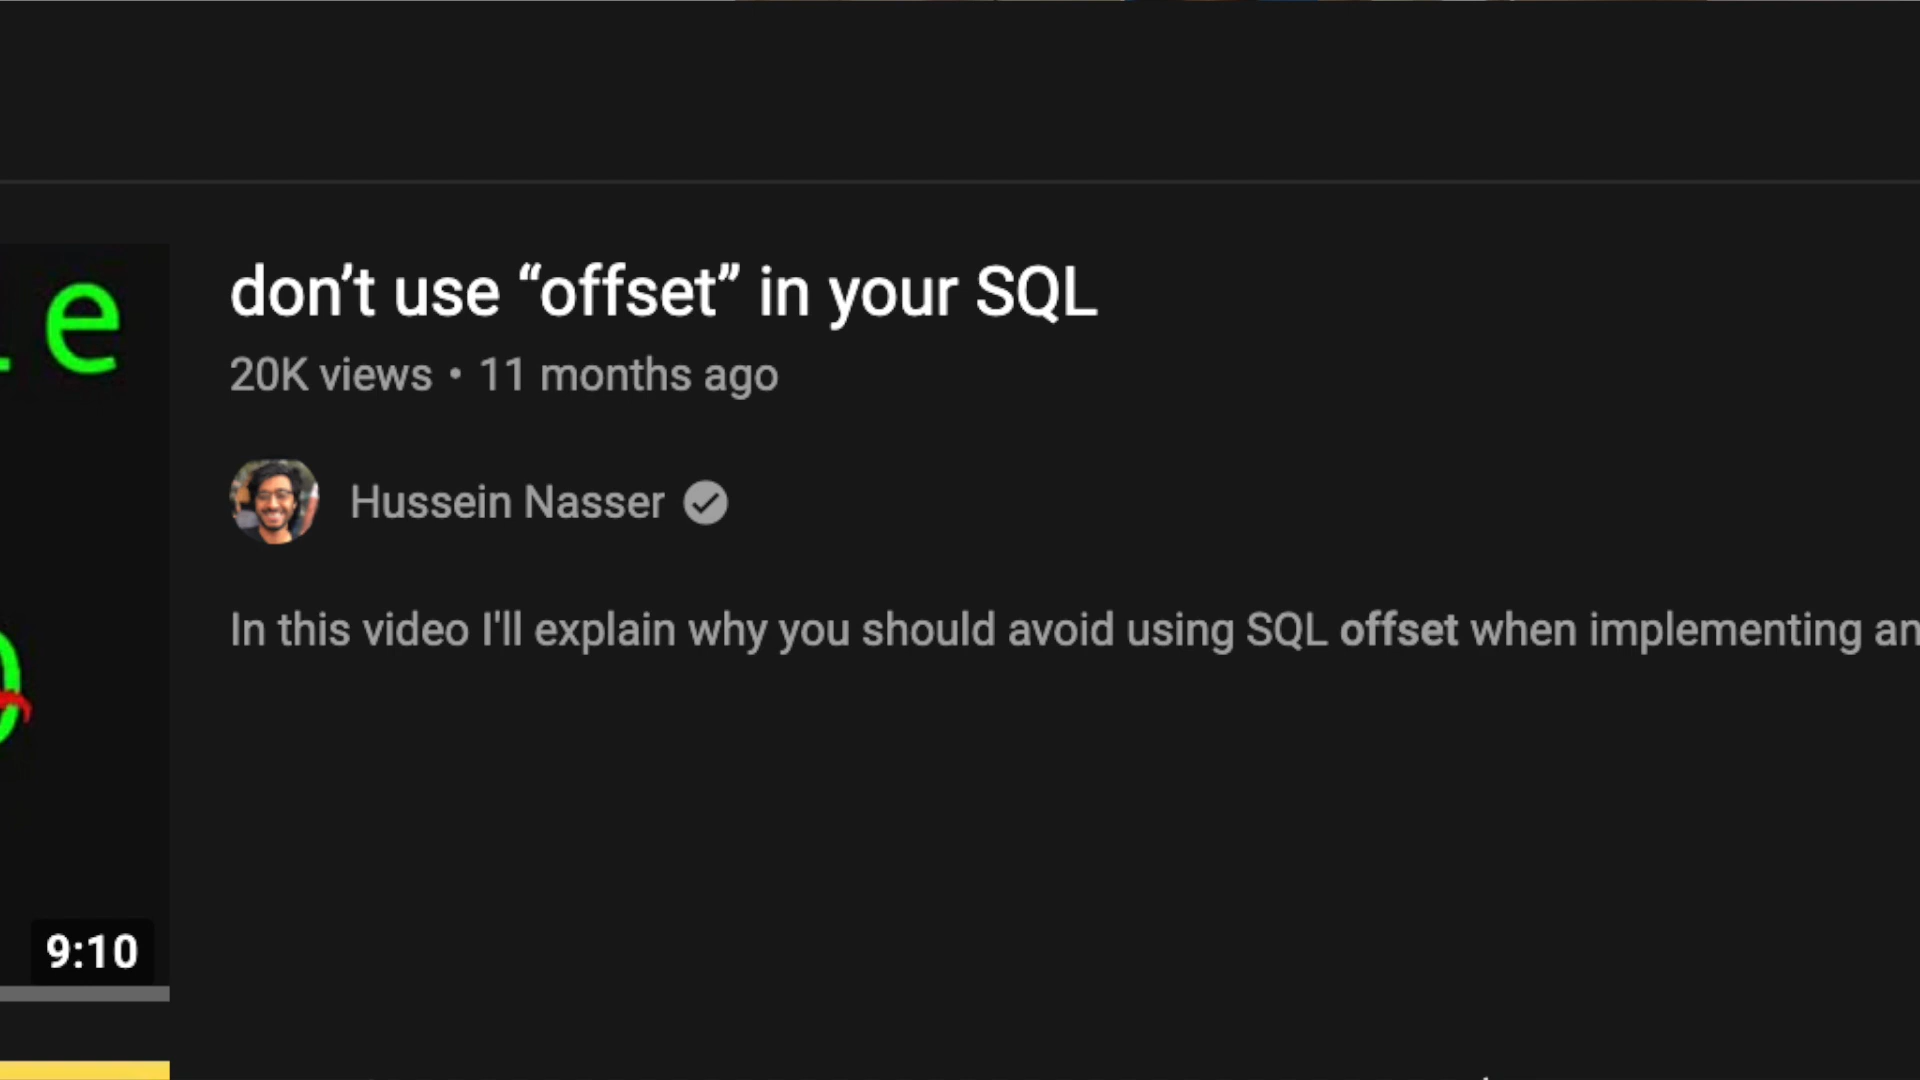 don’t use “offset” in your SQL
20K views • 11 months ago
Hussein Nasser
In this video I'll explain why you should avoid using SQL offset when implementing an
e
9:10